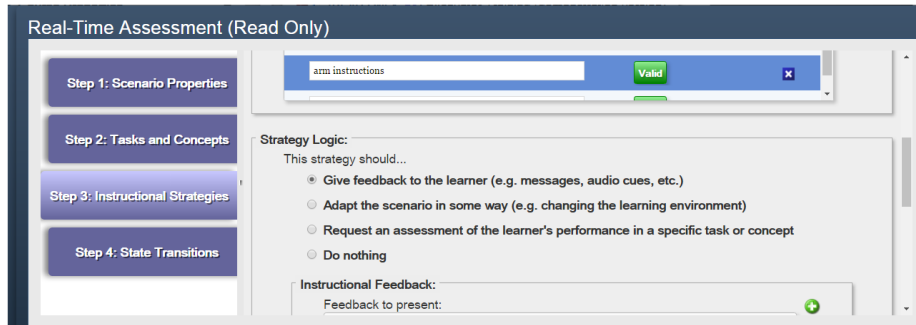 Real-Time Assessment (Read Only)
Step 1: Scenario Properties
Step 2: Tasks and Concepts
Step 3: Instructional Strategies
Step 4: State Transitions
arm instructions
Valid
x
Strategy Logic:
This strategy should...
Give feedback to the learner (e.g. messages, audio cues, etc.)
Adapt the scenario in some way (e.g. changing the learning environment)
Request an assessment of the learner's performance in a specific task or concept
Do nothing
Instructional Feedback:
Feedback to present: